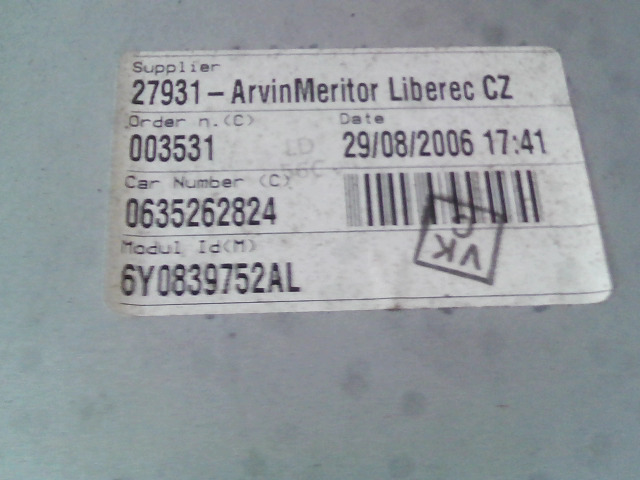 Supplier
27931 - ArvinMeritor Liberec CZ
Order n.(C) Date
003531 29/08/2006 17:41
Car Number (C)
0635262824
Modul Id(M)
6Y0839752AL
VK